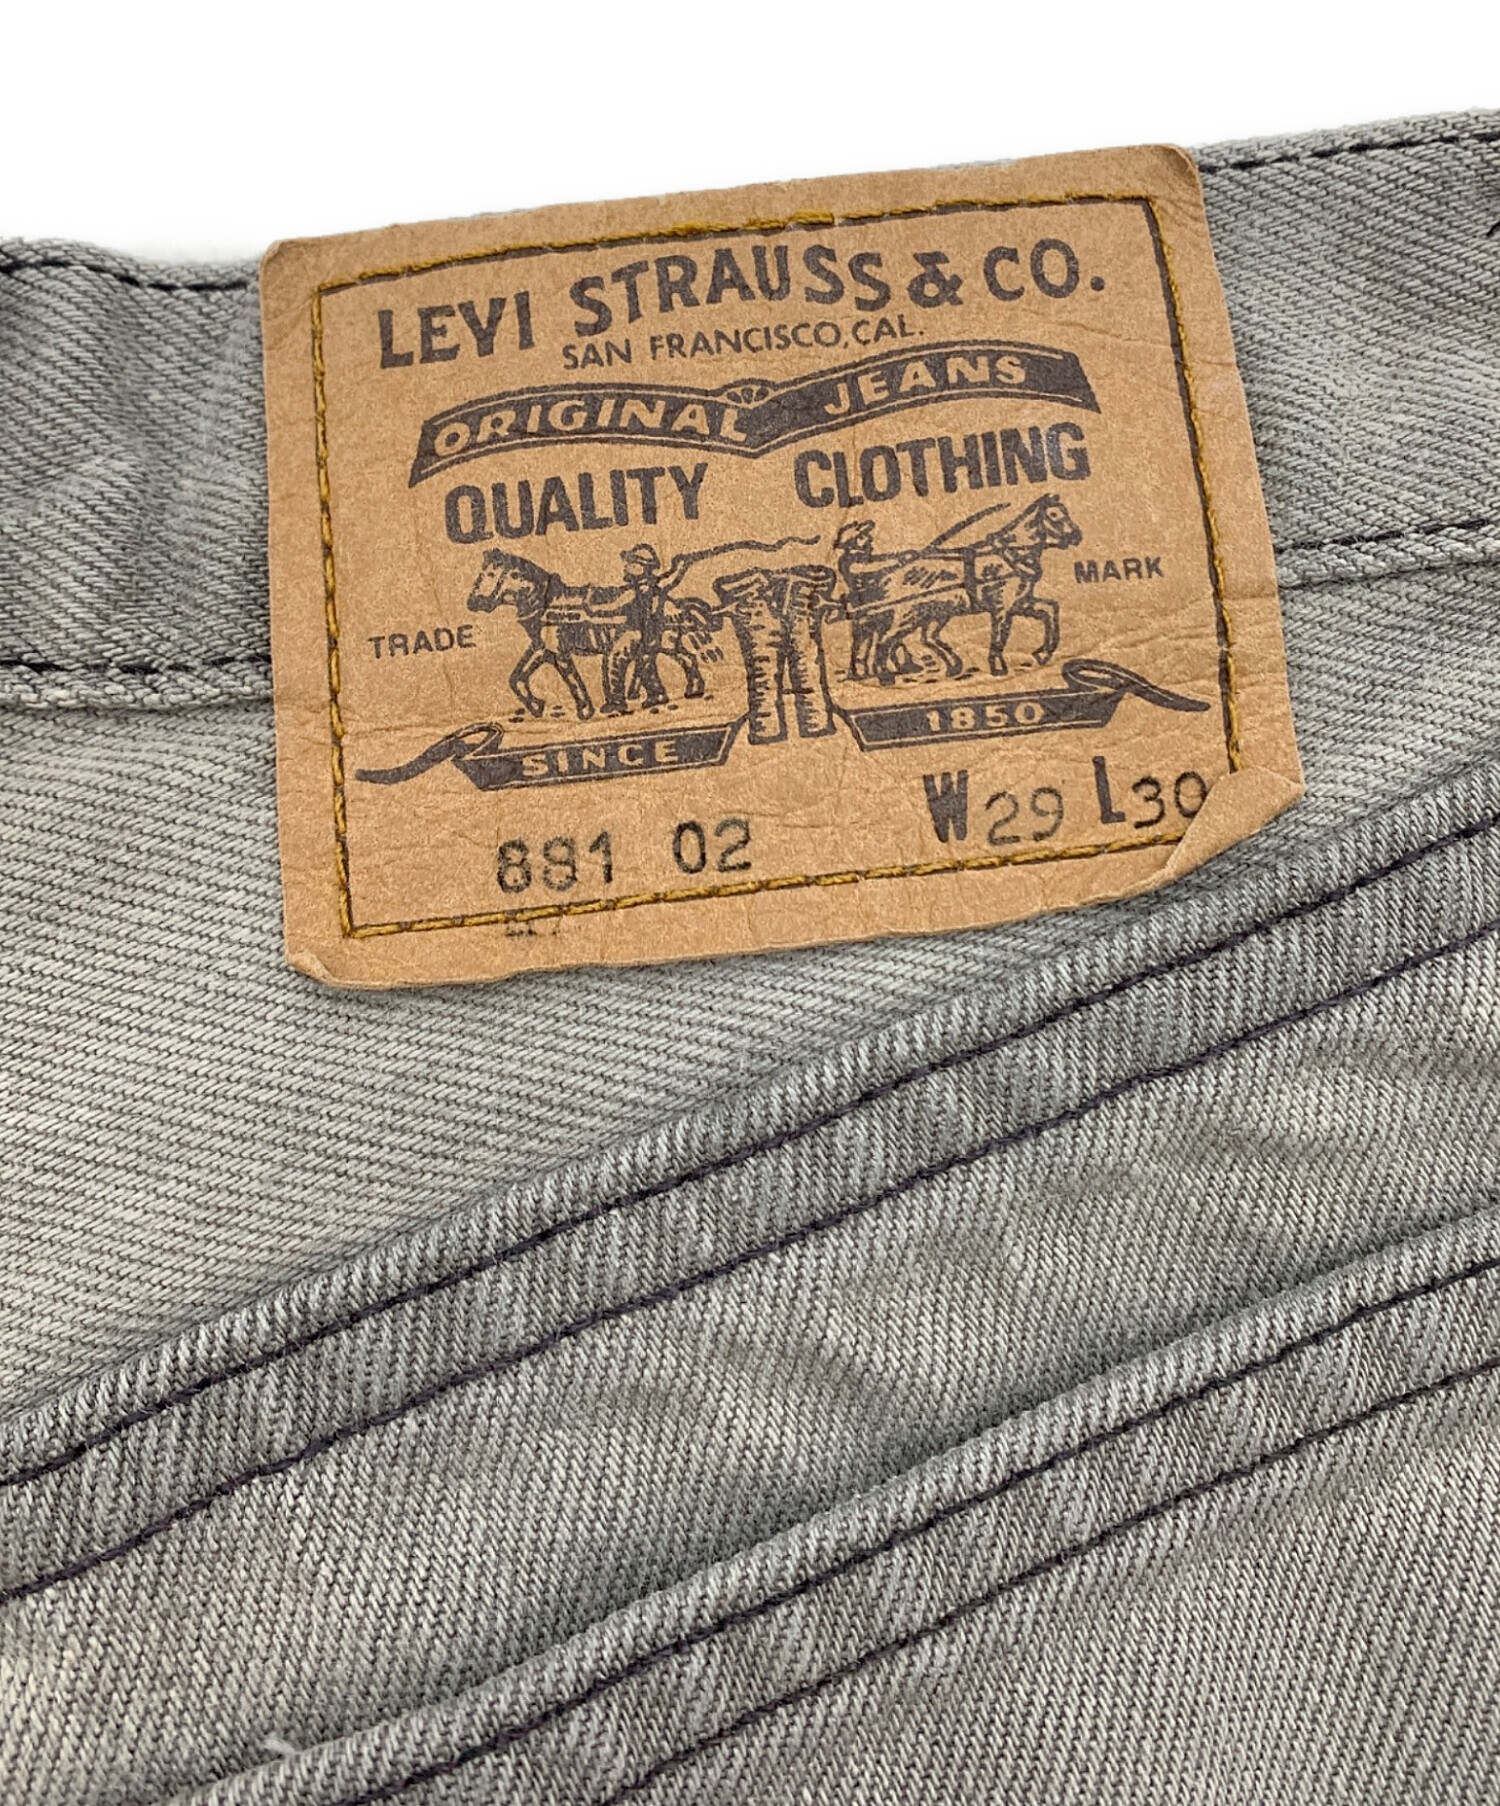 LEVI STRAUSS & CO.
SAN FRANCISCO, CAL.
ORIGINAL JEANS
QUALITY CLOTHING
TRADE MARK
SINCE 1850
881 02 W29 L30